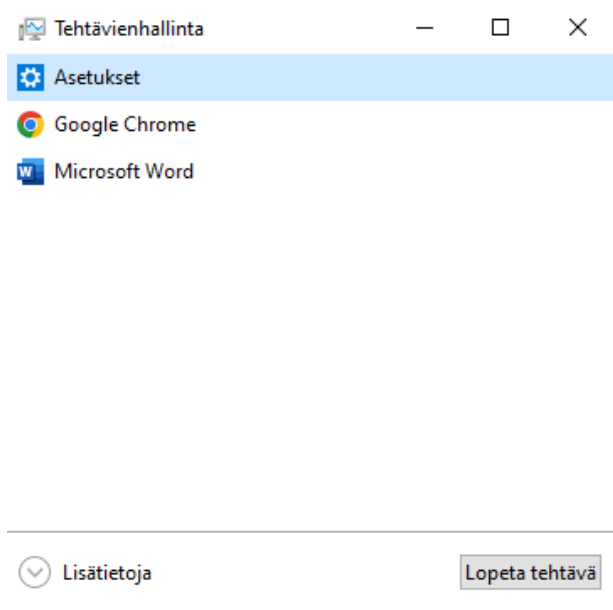 Tehtävienhallinta
Asetukset
Google Chrome
Microsoft Word
Lisätietoja
Lopeta tehtävä